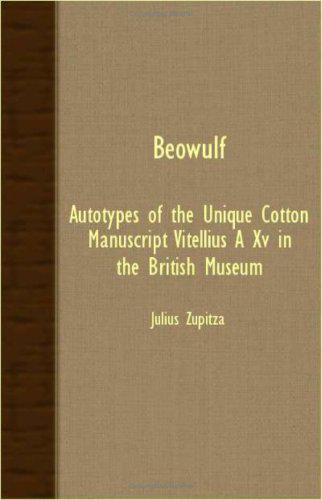 Beowulf
Autotypes of the Unique Cotton
Manuscript Vitellius A Xv in
the British Museum
Julius Zupitza